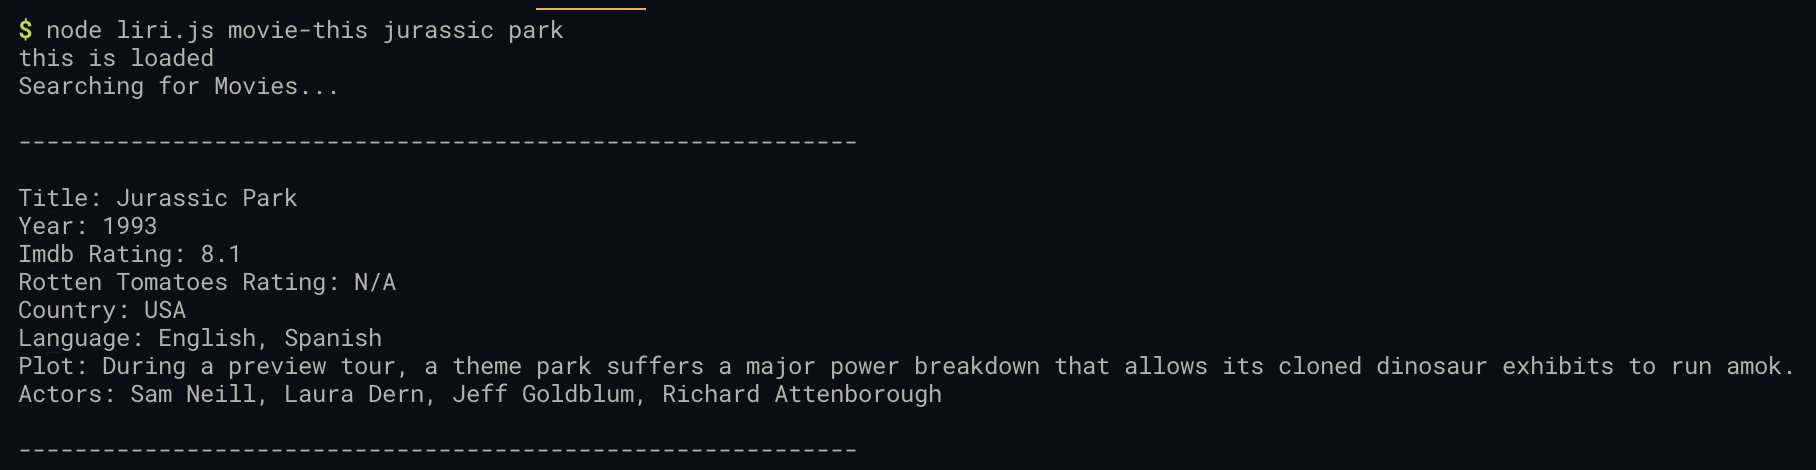 $ node liri.js movie-this jurassic park
this is loaded
Searching for Movies...
------------------------------------------------------------
Title: Jurassic Park
Year: 1993
Imdb Rating: 8.1
Rotten Tomatoes Rating: N/A
Country: USA
Language: English, Spanish
Plot: During a preview tour, a theme park suffers a major power breakdown that allows its cloned dinosaur exhibits to run amok.
Actors: Sam Neill, Laura Dern, Jeff Goldblum, Richard Attenborough
------------------------------------------------------------